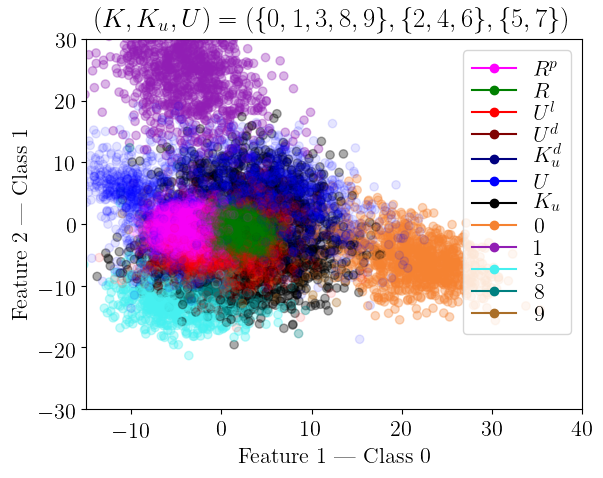 (K, K_u, U) = ({0, 1, 3, 8, 9}, {2, 4, 6}, {5, 7})
30
20
10
0
−10
−20
−30
−10
0
10
20
30
40
Feature 2 — Class 1
Feature 1 — Class 0
R^p
R
U^l
U^d
K_u^d
U
K_u
0
1
3
8
9